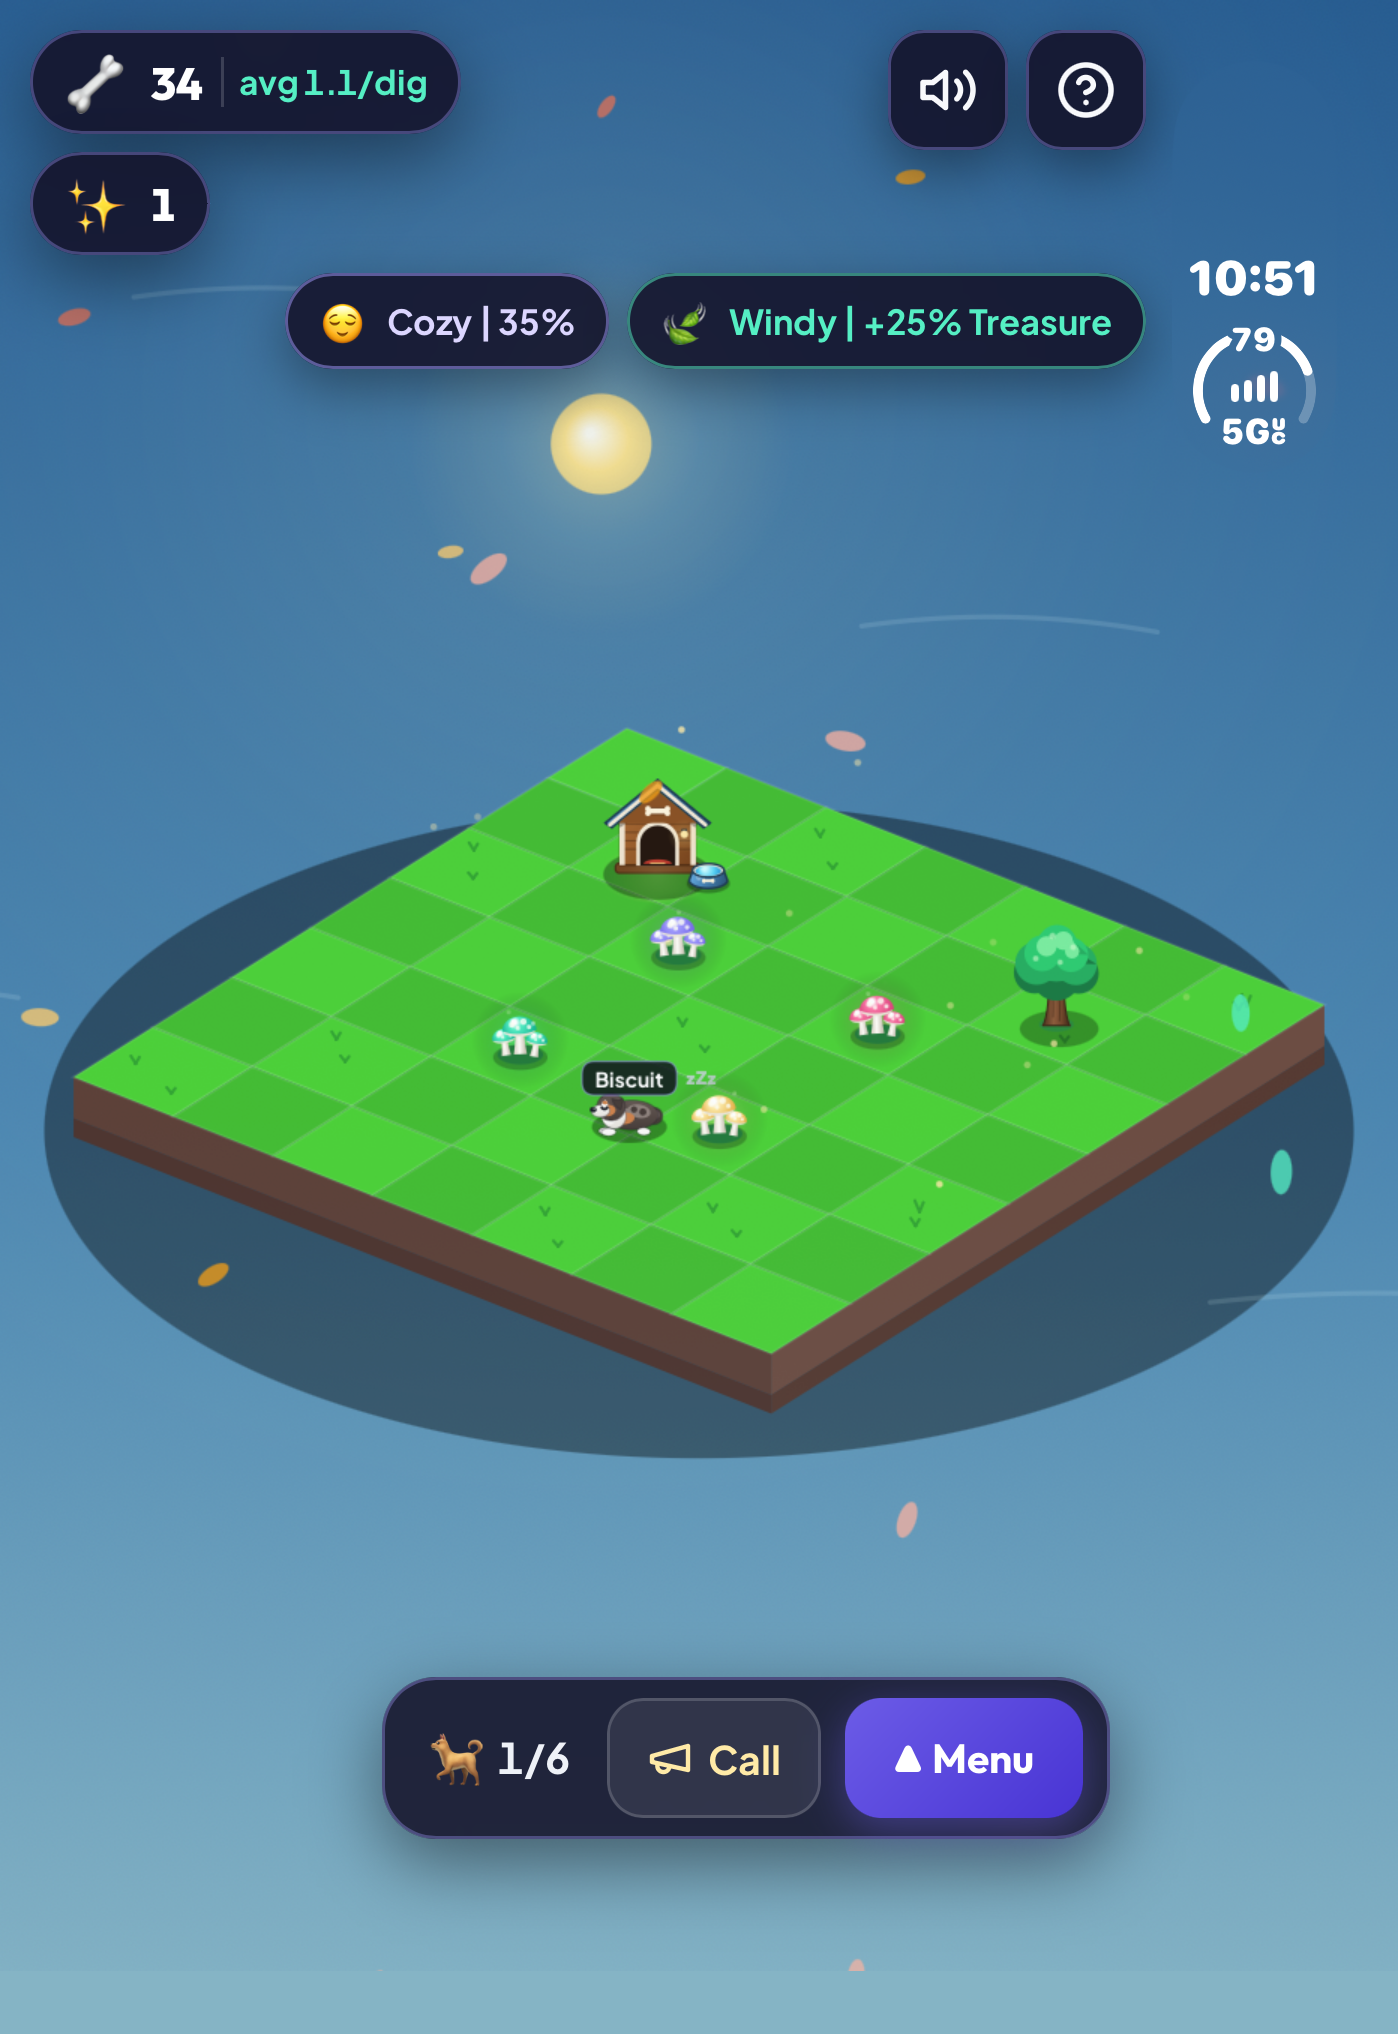 34 avg 1.1/dig
1
Cozy | 35%
Windy | +25% Treasure
10:51
79
5G UC
Biscuit
zZz
1/6
Call
Menu